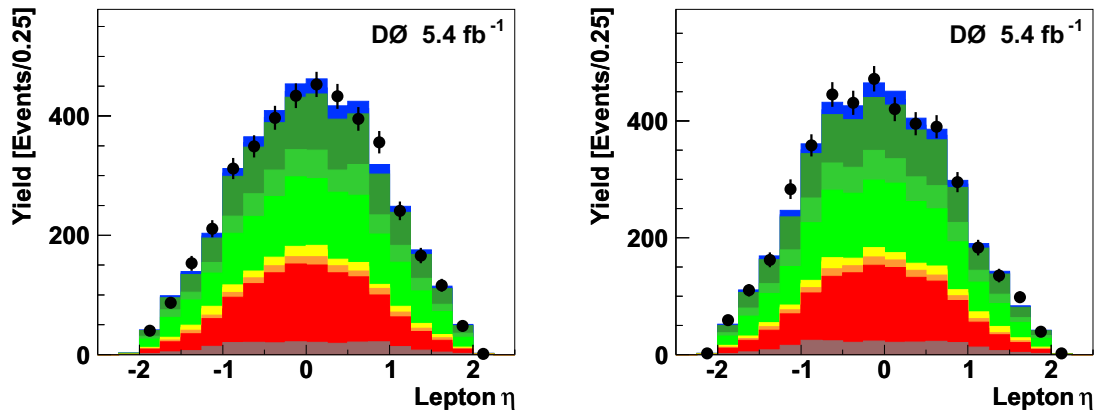 DØ 5.4 fb⁻¹
Yield [Events/0.25]
400
200
0
-2 -1 0 1 2
Lepton η
DØ 5.4 fb⁻¹
Yield [Events/0.25]
400
200
0
-2 -1 0 1 2
Lepton η